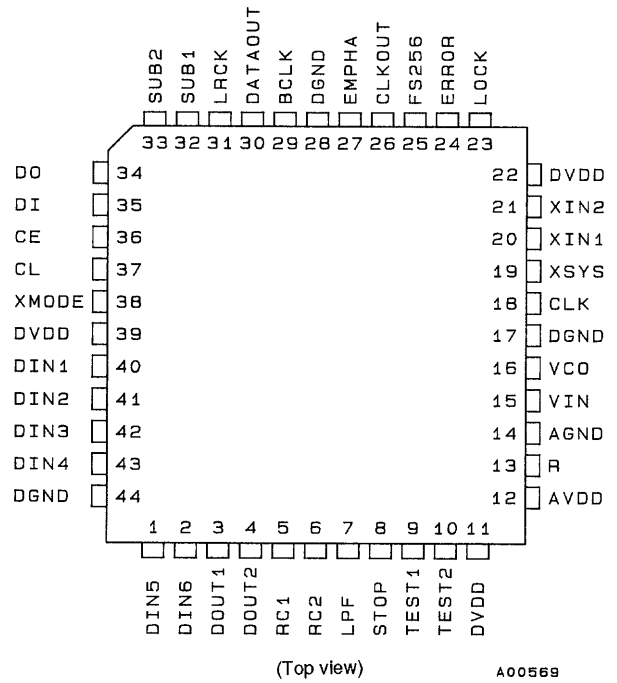 SUB2 SUB1 LRCK DATAOUT BCLK DGND EMPHA CLKOUT FS256 ERROR LOCK
33 32 31 30 29 28 27 26 25 24 23
DO 34 22 DVDD
DI 35 21 XIN2
CE 36 20 XIN1
CL 37 19 XSYS
XMODE 38 18 CLK
DVDD 39 17 DGND
DIN1 40 16 VCO
DIN2 41 15 VIN
DIN3 42 14 AGND
DIN4 43 13 R
DGND 44 12 AVDD
1 2 3 4 5 6 7 8 9 10 11
DIN5 DIN6 DOUT1 DOUT2 RC1 RC2 LPF STOP TEST1 TEST2 DVDD
(Top view) A00569